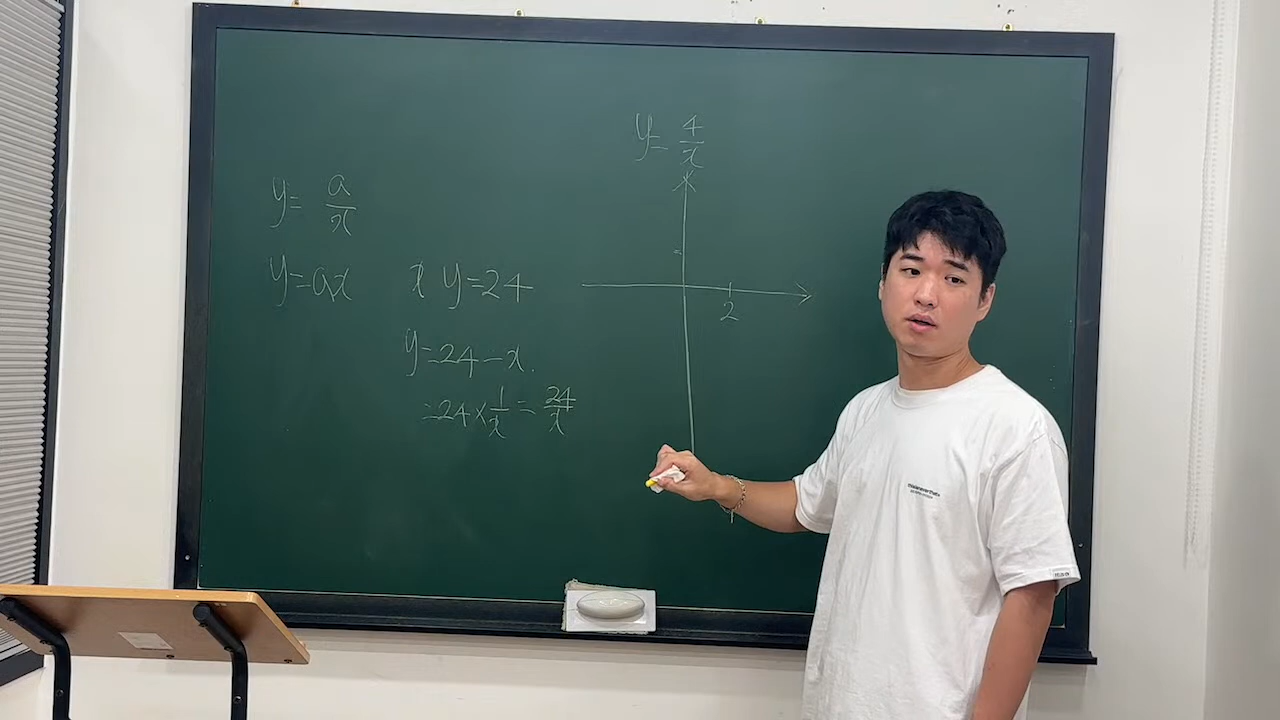 y = a/x
y = ax
x y = 24
y = 24 - x.
= 24 × 1/x = 24/x
y = 4/x
2